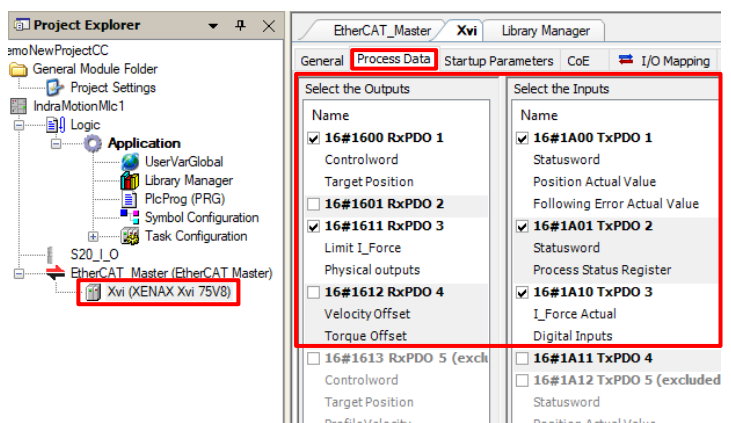 Project Explorer
emoNewProjectCC
General Module Folder
Project Settings
IndraMotionMlc1
Logic
Application
UserVarGlobal
Library Manager
PlcProg (PRG)
Symbol Configuration
Task Configuration
S20_I_O
EtherCAT_Master (EtherCAT Master)
Xvi (XENAX Xvi 75V8)
EtherCAT_Master Xvi Library Manager
General Process Data Startup Parameters CoE I/O Mapping
Select the Outputs
Name
16#1600 RxPDO 1
Controlword
Target Position
16#1601 RxPDO 2
16#1611 RxPDO 3
Limit I_Force
Physical outputs
16#1612 RxPDO 4
Velocity Offset
Torque Offset
16#1613 RxPDO 5 (exclu
Controlword
Target Position
Select the Inputs
Name
16#1A00 TxPDO 1
Statusword
Position Actual Value
Following Error Actual Value
16#1A01 TxPDO 2
Statusword
Process Status Register
16#1A10 TxPDO 3
I_Force Actual
Digital Inputs
16#1A11 TxPDO 4
16#1A12 TxPDO 5 (excluded
Statusword